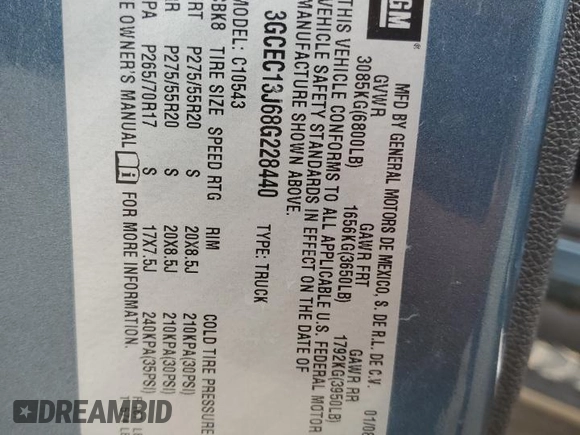 GM
®
MFD BY GENERAL MOTORS DE MEXICO, S. DE R.L. DE C.V. 01/08
GVWR GAWR FRT GAWR RR
3085KG(6800LB) 1656KG(3650LB) 1792KG(3950LB)
THIS VEHICLE CONFORMS TO ALL APPLICABLE U.S. FEDERAL MOTOR
VEHICLE SAFETY STANDARDS IN EFFECT ON THE DATE OF
MANUFACTURE SHOWN ABOVE.
3GCEC13J68G228440 TYPE: TRUCK
MODEL: C10543
BK8 TIRE SIZE SPEED RTG RIM COLD TIRE PRESSURE
RT P275/55R20 S 20X8.5J 210KPA(30PSI)
IR P275/55R20 S 20X8.5J 210KPA(30PSI)
PA P265/70R17 S 17X7.5J 240KPA(35PSI)
E OWNER'S MANUAL i FOR MORE INFORMATION.
DREAMBID